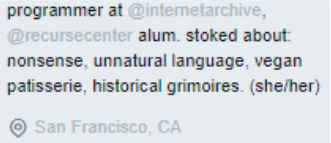 programmer at @internetarchive,
@recursecenter alum. stoked about:
nonsense, unnatural language, vegan
patisserie, historical grimoires. (she/her)
San Francisco, CA